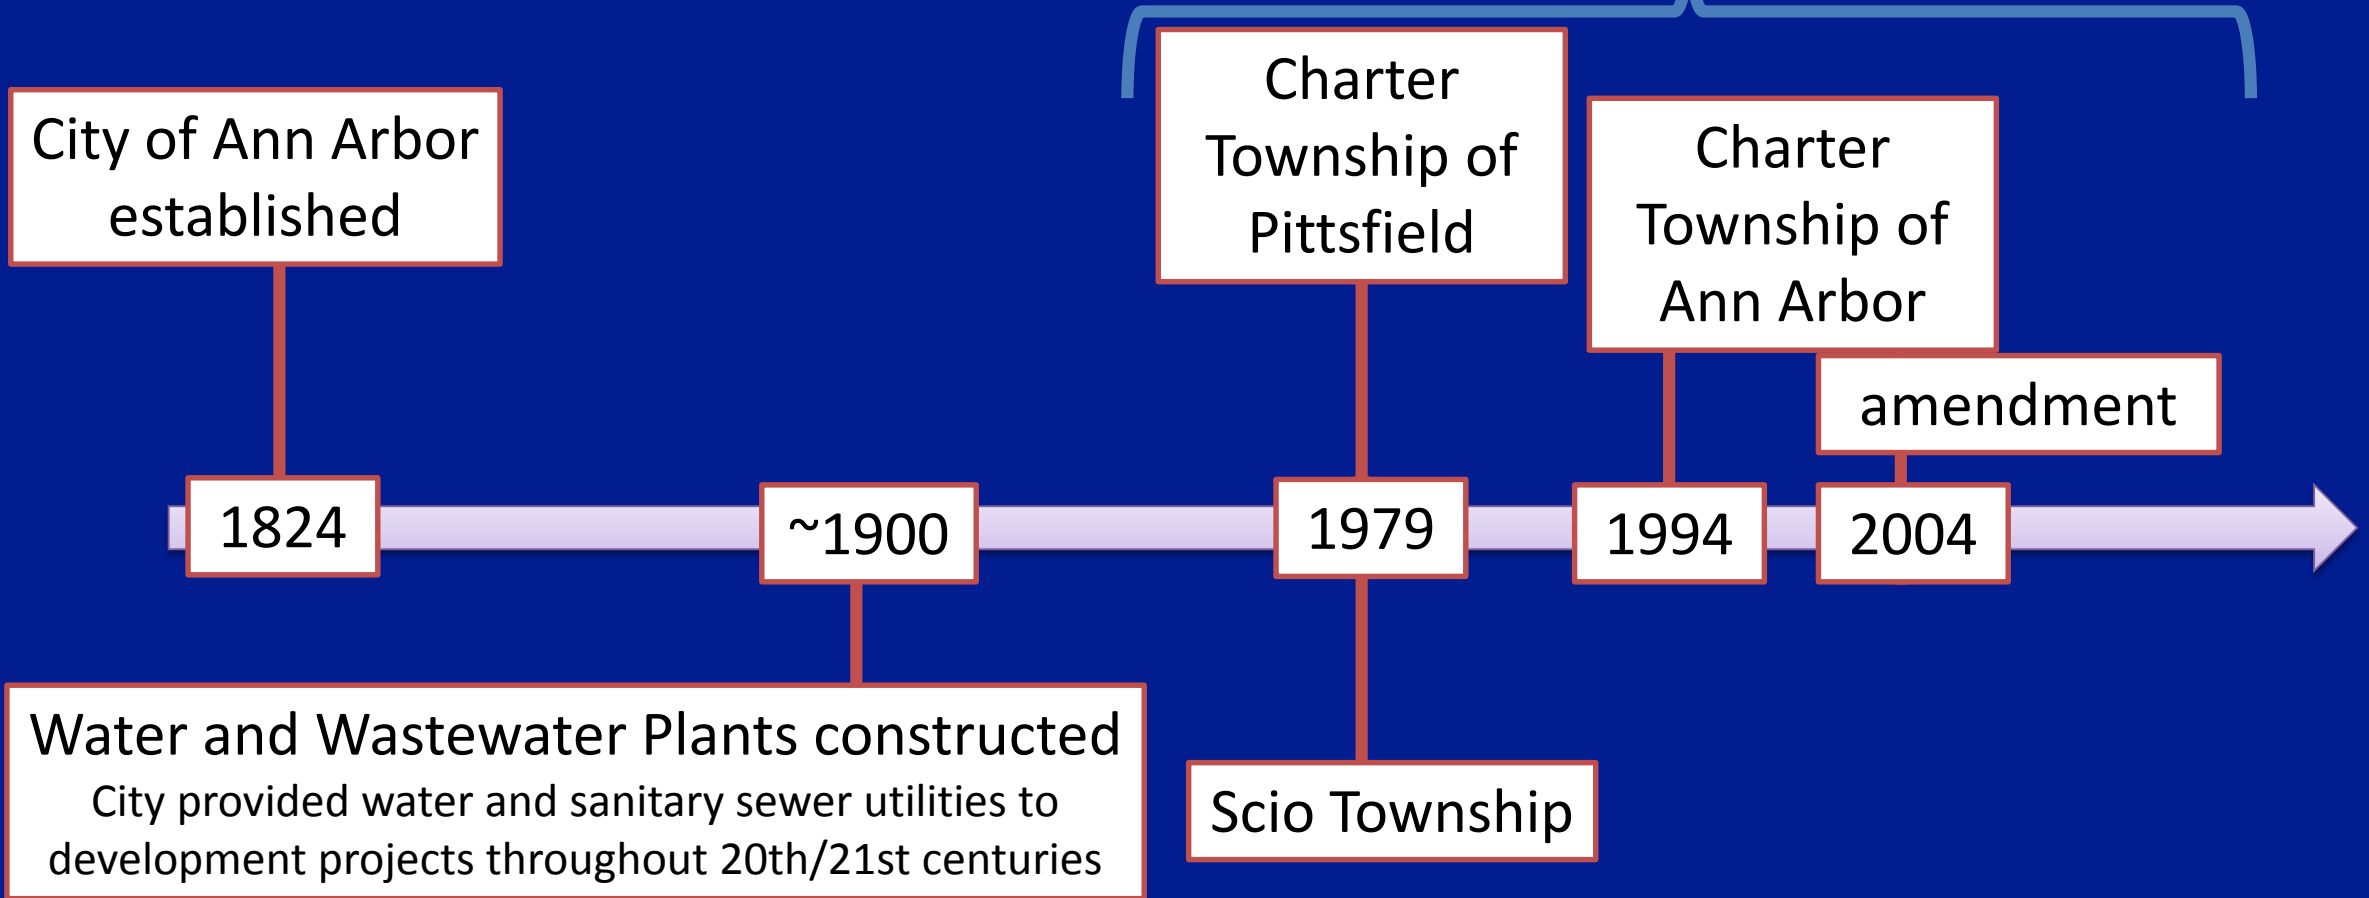 City of Ann Arbor
established
Charter
Township of
Pittsfield
Charter
Township of
Ann Arbor
amendment
1824
~1900
1979
1994
2004
Water and Wastewater Plants constructed
City provided water and sanitary sewer utilities to
development projects throughout 20th/21st centuries
Scio Township